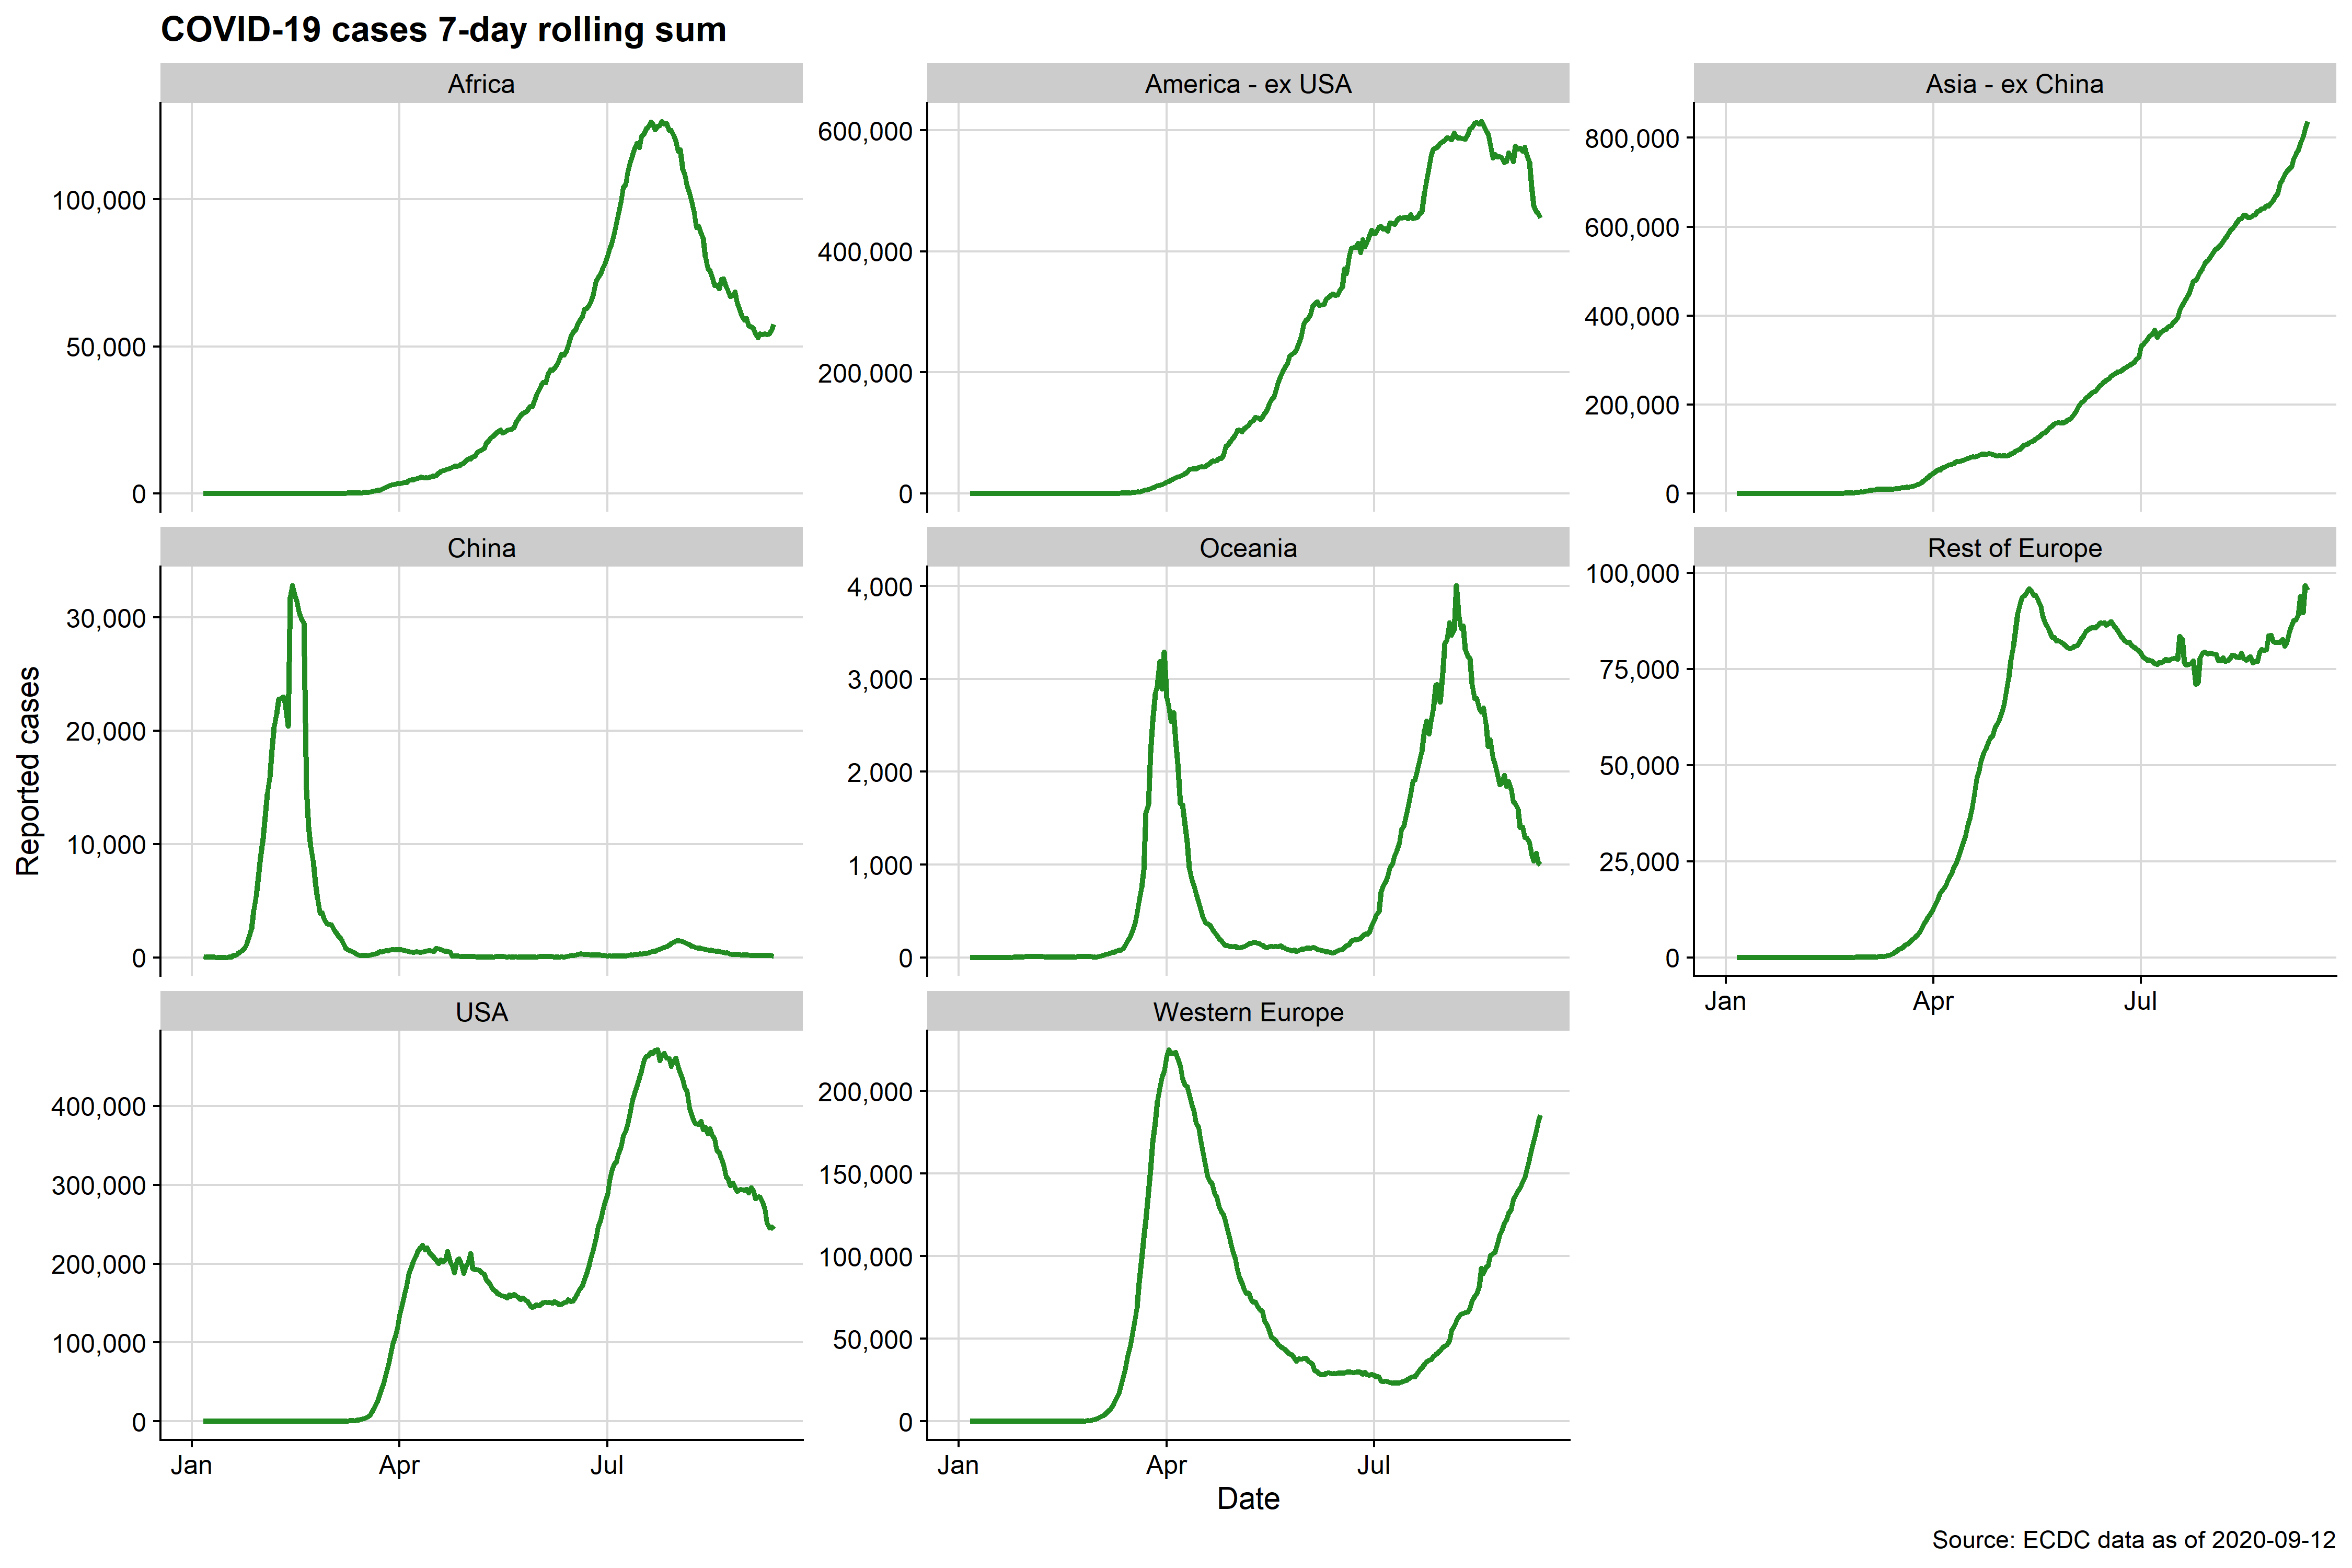 COVID-19 cases 7-day rolling sum
Africa
America - ex USA
Asia - ex China
100,000
50,000
0
600,000
400,000
200,000
0
800,000
600,000
400,000
200,000
0
China
Oceania
Rest of Europe
Reported cases
30,000
20,000
10,000
0
4,000
3,000
2,000
1,000
0
100,000
75,000
50,000
25,000
0
Jan Apr Jul
USA
Western Europe
400,000
300,000
200,000
100,000
0
200,000
150,000
100,000
50,000
0
Jan Apr Jul
Jan Apr Jul
Date
Source: ECDC data as of 2020-09-12